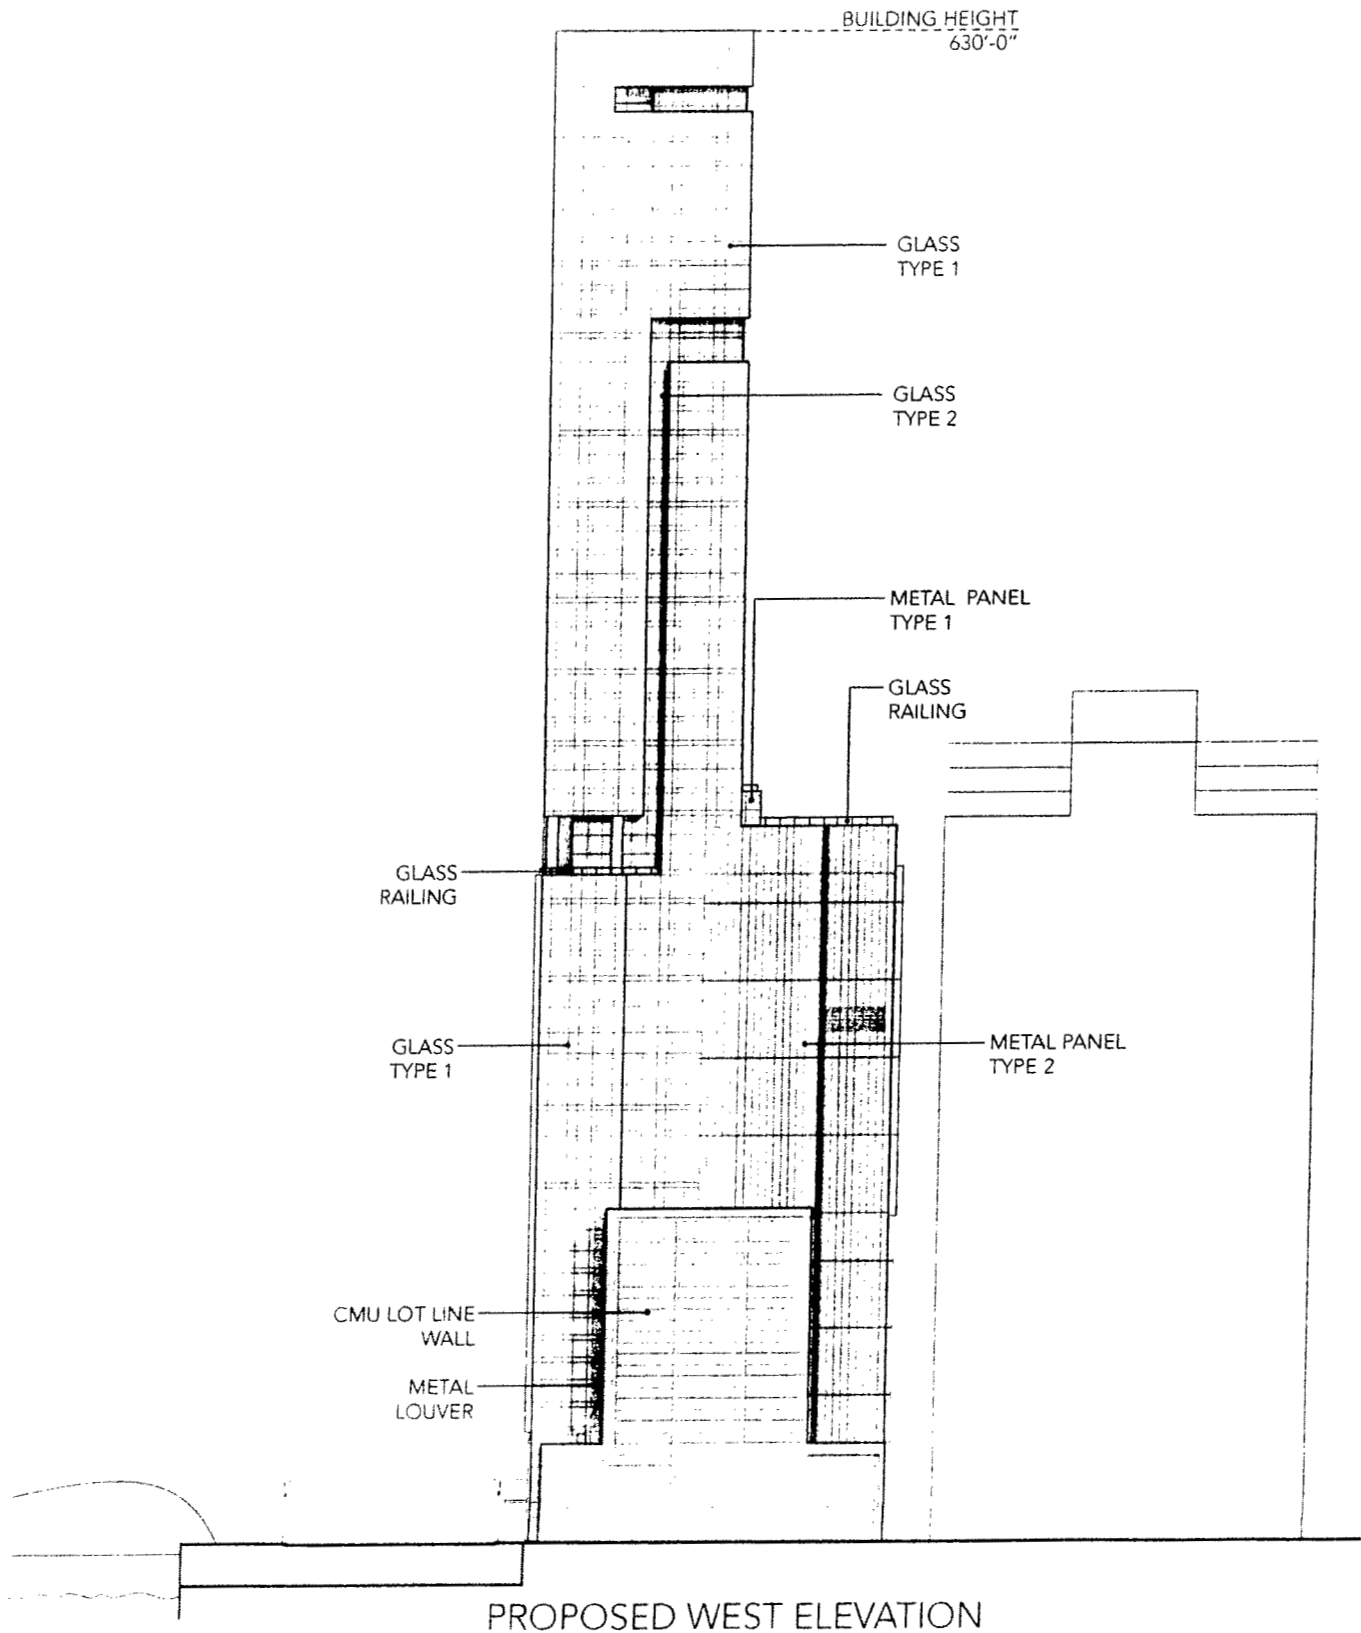 BUILDING HEIGHT
630'-0"
GLASS
TYPE 1
GLASS
TYPE 2
METAL PANEL
TYPE 1
GLASS
RAILING
GLASS
RAILING
GLASS
TYPE 1
METAL PANEL
TYPE 2
CMU LOT LINE
WALL
METAL
LOUVER
PROPOSED WEST ELEVATION